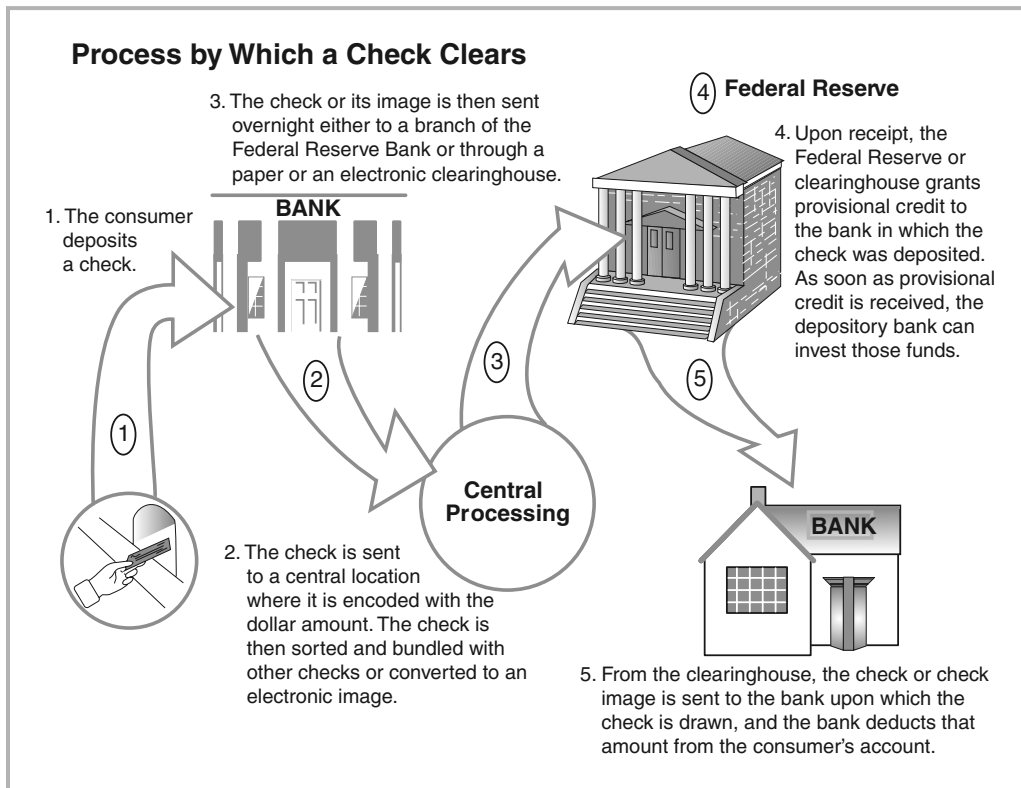 Process by Which a Check Clears
1. The consumer
deposits
a check.
3. The check or its image is then sent
overnight either to a branch of the
Federal Reserve Bank or through a
paper or an electronic clearinghouse.
BANK
4 Federal Reserve
4. Upon receipt, the
Federal Reserve or
clearinghouse grants
provisional credit to
the bank in which the
check was deposited.
As soon as provisional
credit is received, the
depository bank can
invest those funds.
1
2
3
5
Central
Processing
2. The check is sent
to a central location
where it is encoded with the
dollar amount. The check is
then sorted and bundled with
other checks or converted to an
electronic image.
BANK
5. From the clearinghouse, the check or check
image is sent to the bank upon which the
check is drawn, and the bank deducts that
amount from the consumer's account.